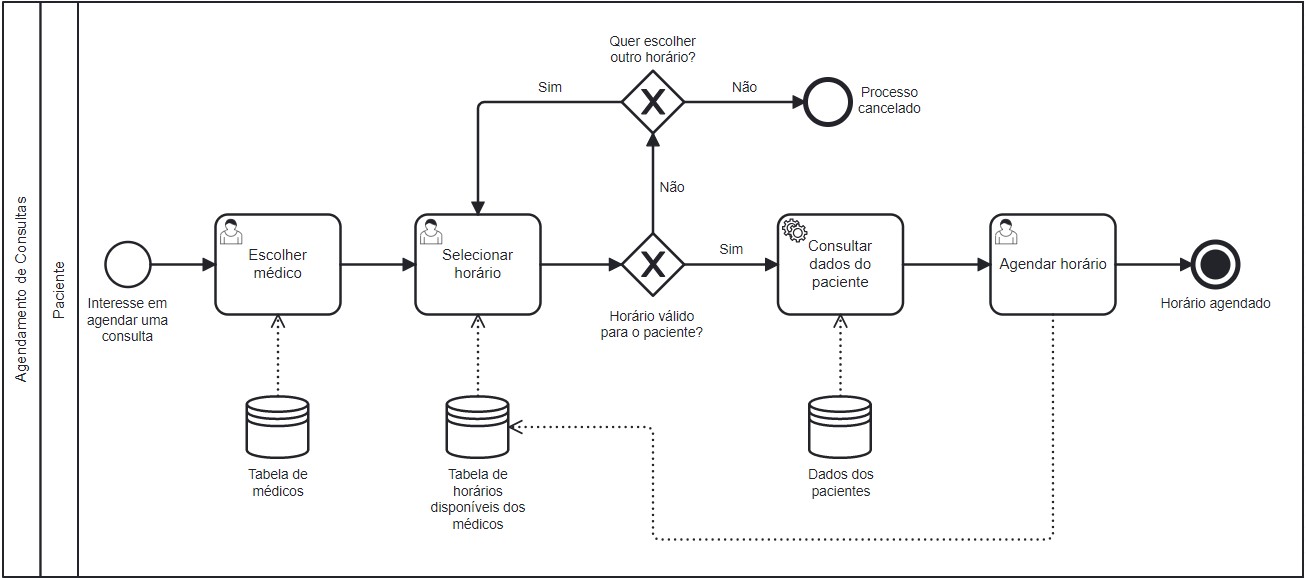 Agendamento de Consultas
Paciente
Quer escolher
outro horário?
Sim
Não
Processo
cancelado
Não
Interesse em
agendar uma
consulta
Escolher
médico
Selecionar
horário
Horário válido
para o paciente?
Sim
Consultar
dados do
paciente
Agendar horário
Horário agendado
Tabela de
médicos
Tabela de
horários
disponíveis dos
médicos
Dados dos
pacientes